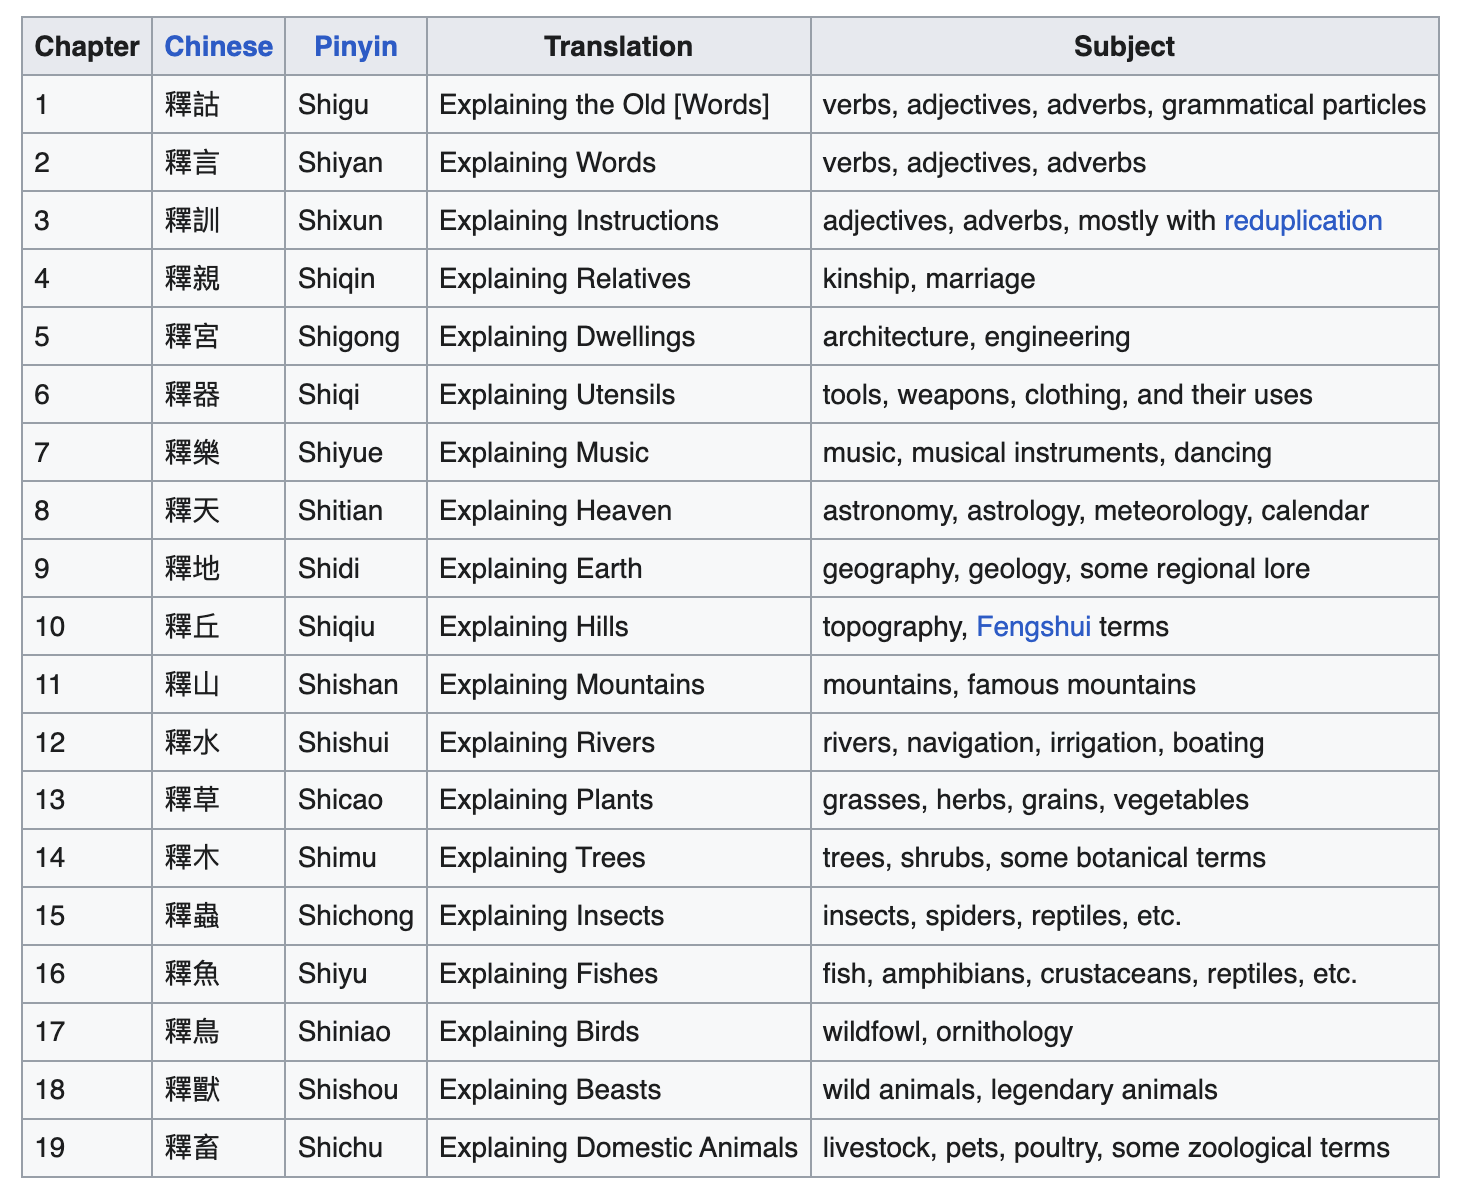 Chapter Chinese Pinyin Translation Subject
1 釋詁 Shigu Explaining the Old [Words] verbs, adjectives, adverbs, grammatical particles
2 釋言 Shiyan Explaining Words verbs, adjectives, adverbs
3 釋訓 Shixun Explaining Instructions adjectives, adverbs, mostly with reduplication
4 釋親 Shiqin Explaining Relatives kinship, marriage
5 釋宮 Shigong Explaining Dwellings architecture, engineering
6 釋器 Shiqi Explaining Utensils tools, weapons, clothing, and their uses
7 釋樂 Shiyue Explaining Music music, musical instruments, dancing
8 釋天 Shitian Explaining Heaven astronomy, astrology, meteorology, calendar
9 釋地 Shidi Explaining Earth geography, geology, some regional lore
10 釋丘 Shiqiu Explaining Hills topography, Fengshui terms
11 釋山 Shishan Explaining Mountains mountains, famous mountains
12 釋水 Shishui Explaining Rivers rivers, navigation, irrigation, boating
13 釋草 Shicao Explaining Plants grasses, herbs, grains, vegetables
14 釋木 Shimu Explaining Trees trees, shrubs, some botanical terms
15 釋蟲 Shichong Explaining Insects insects, spiders, reptiles, etc.
16 釋魚 Shiyu Explaining Fishes fish, amphibians, crustaceans, reptiles, etc.
17 釋鳥 Shiniao Explaining Birds wildfowl, ornithology
18 釋獸 Shishou Explaining Beasts wild animals, legendary animals
19 釋畜 Shichu Explaining Domestic Animals livestock, pets, poultry, some zoological terms